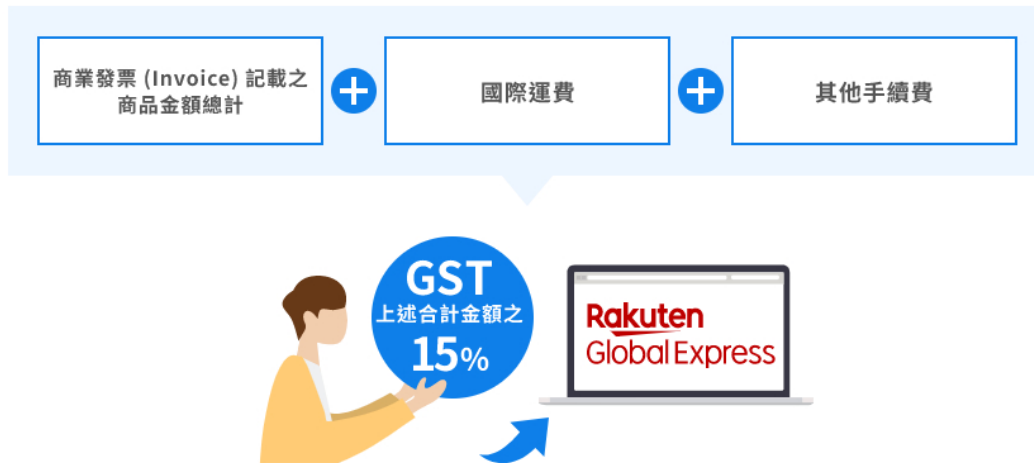 商業發票 (Invoice) 記載之
商品金額總計
國際運費
其他手續費
GST
上述合計金額之
15%
Rakuten
Global Express